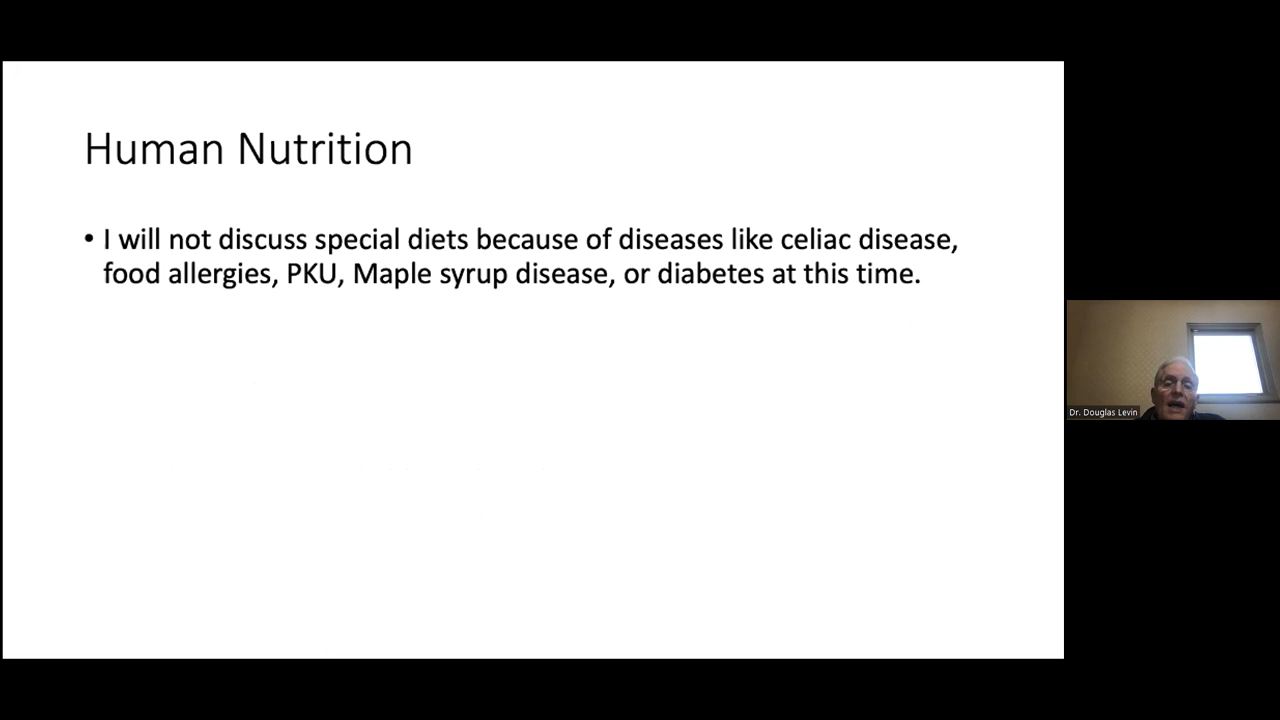 Human Nutrition
• I will not discuss special diets because of diseases like celiac disease,
food allergies, PKU, Maple syrup disease, or diabetes at this time.
Dr. Douglas Levin